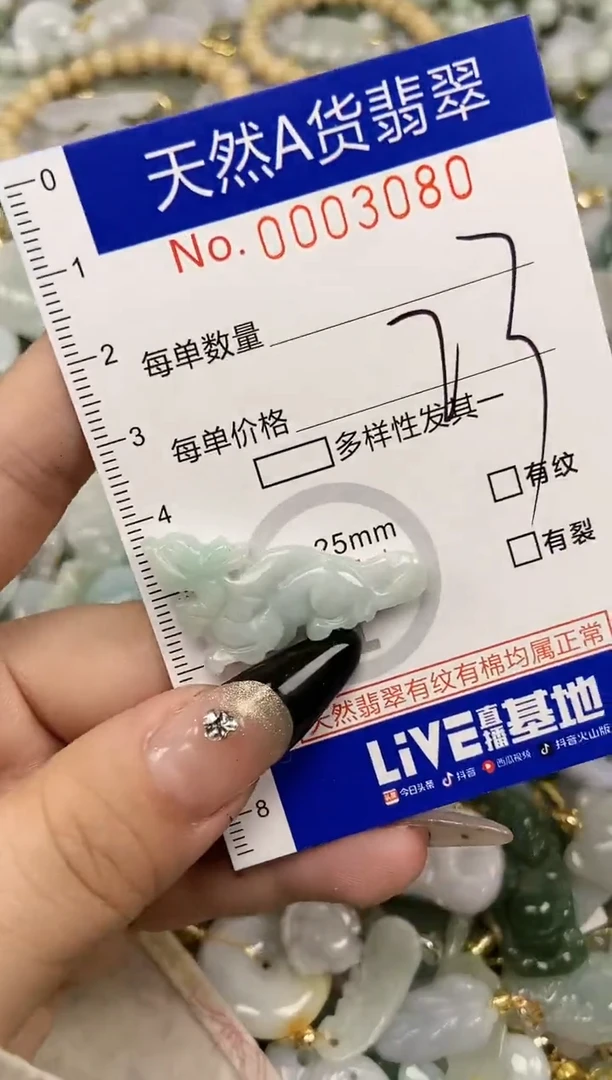 天然A货翡翠
No. 0003080
0
1
每单数量
2
每单价格
3
多样性发其一
4
有纹
25mm
有裂
天然翡翠有纹有棉均属正常
LiVE直播基地
今日头条 抖音 西瓜视频 抖音火山版
8